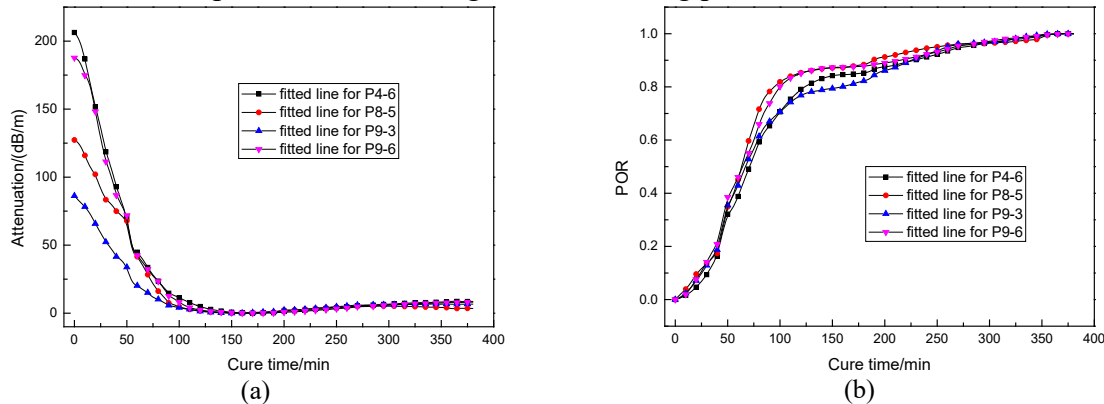 200
150
100
50
0
Attenuation/(dB/m)
fitted line for P4-6
fitted line for P8-5
fitted line for P9-3
fitted line for P9-6
0 50 100 150 200 250 300 350 400
Cure time/min
(a)
1.0
0.8
0.6
0.4
0.2
0.0
POR
fitted line for P4-6
fitted line for P8-5
fitted line for P9-3
fitted line for P9-6
0 50 100 150 200 250 300 350 400
Cure time/min
(b)